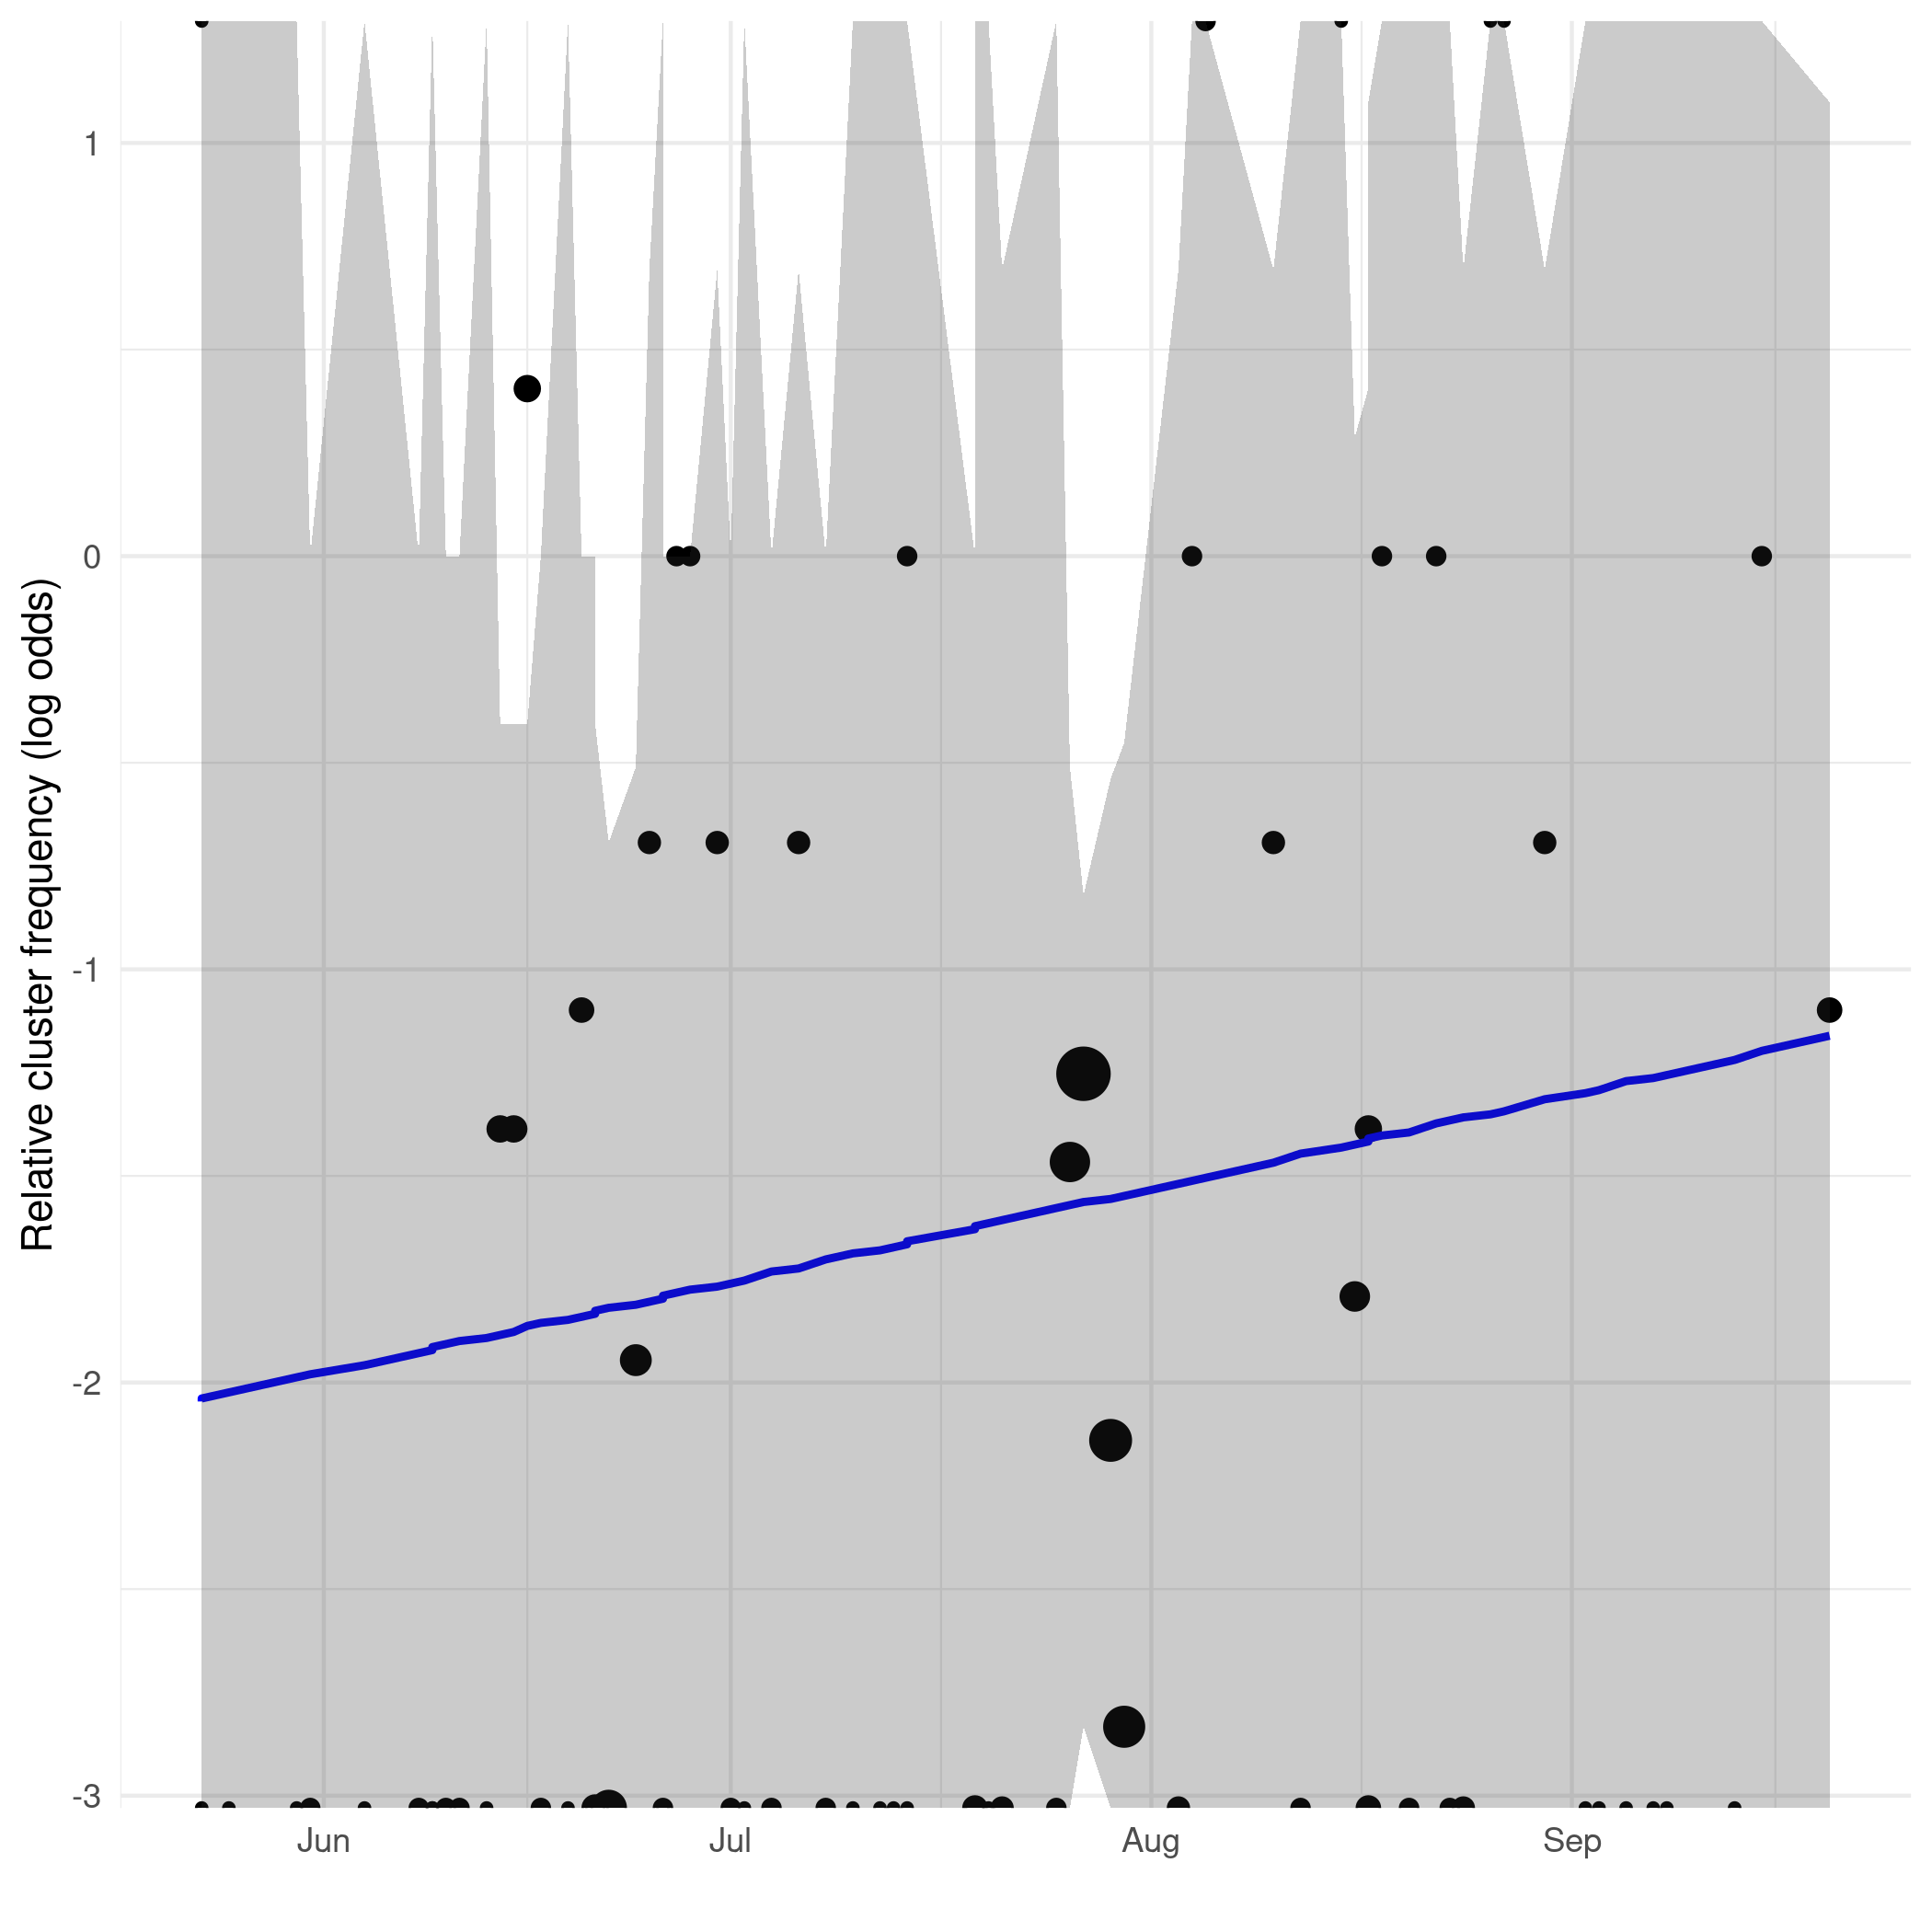 Relative cluster frequency (log odds)
1
0
-1
-2
-3
Jun
Jul
Aug
Sep